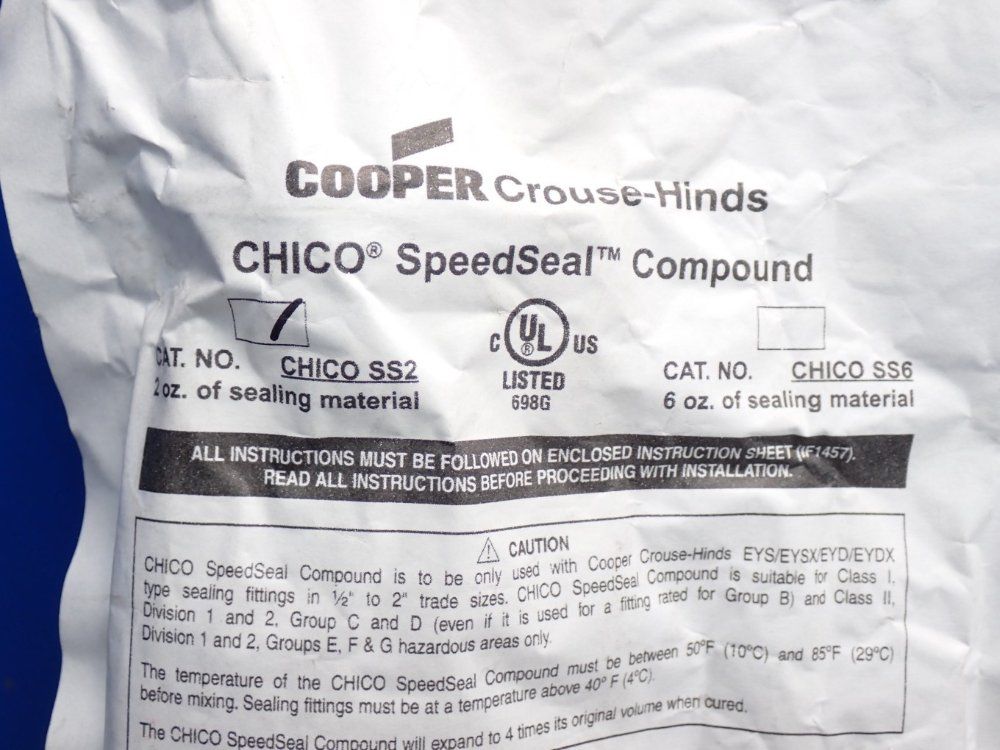 COOPER Crouse-Hinds
CHICO® SpeedSeal™ Compound
CAT. NO. CHICO SS2
2 oz. of sealing material
C UL® US
LISTED
698G
CAT. NO. CHICO SS6
6 oz. of sealing material
ALL INSTRUCTIONS MUST BE FOLLOWED ON ENCLOSED INSTRUCTION SHEET (IF1457).
READ ALL INSTRUCTIONS BEFORE PROCEEDING WITH INSTALLATION.
⚠ CAUTION
CHICO SpeedSeal Compound is to be only used with Cooper Crouse-Hinds EYS/EYSX/EYD/EYDX
type sealing fittings in ½" to 2" trade sizes. CHICO SpeedSeal Compound is suitable for Class I,
Division 1 and 2, Group C and D (even if it is used for a fitting rated for Group B) and Class II,
Division 1 and 2, Groups E, F & G hazardous areas only.
The temperature of the CHICO SpeedSeal Compound must be between 50°F (10°C) and 85°F (29°C)
before mixing. Sealing fittings must be at a temperature above 40° F (4°C).
The CHICO SpeedSeal Compound will expand to 4 times its original volume when cured.